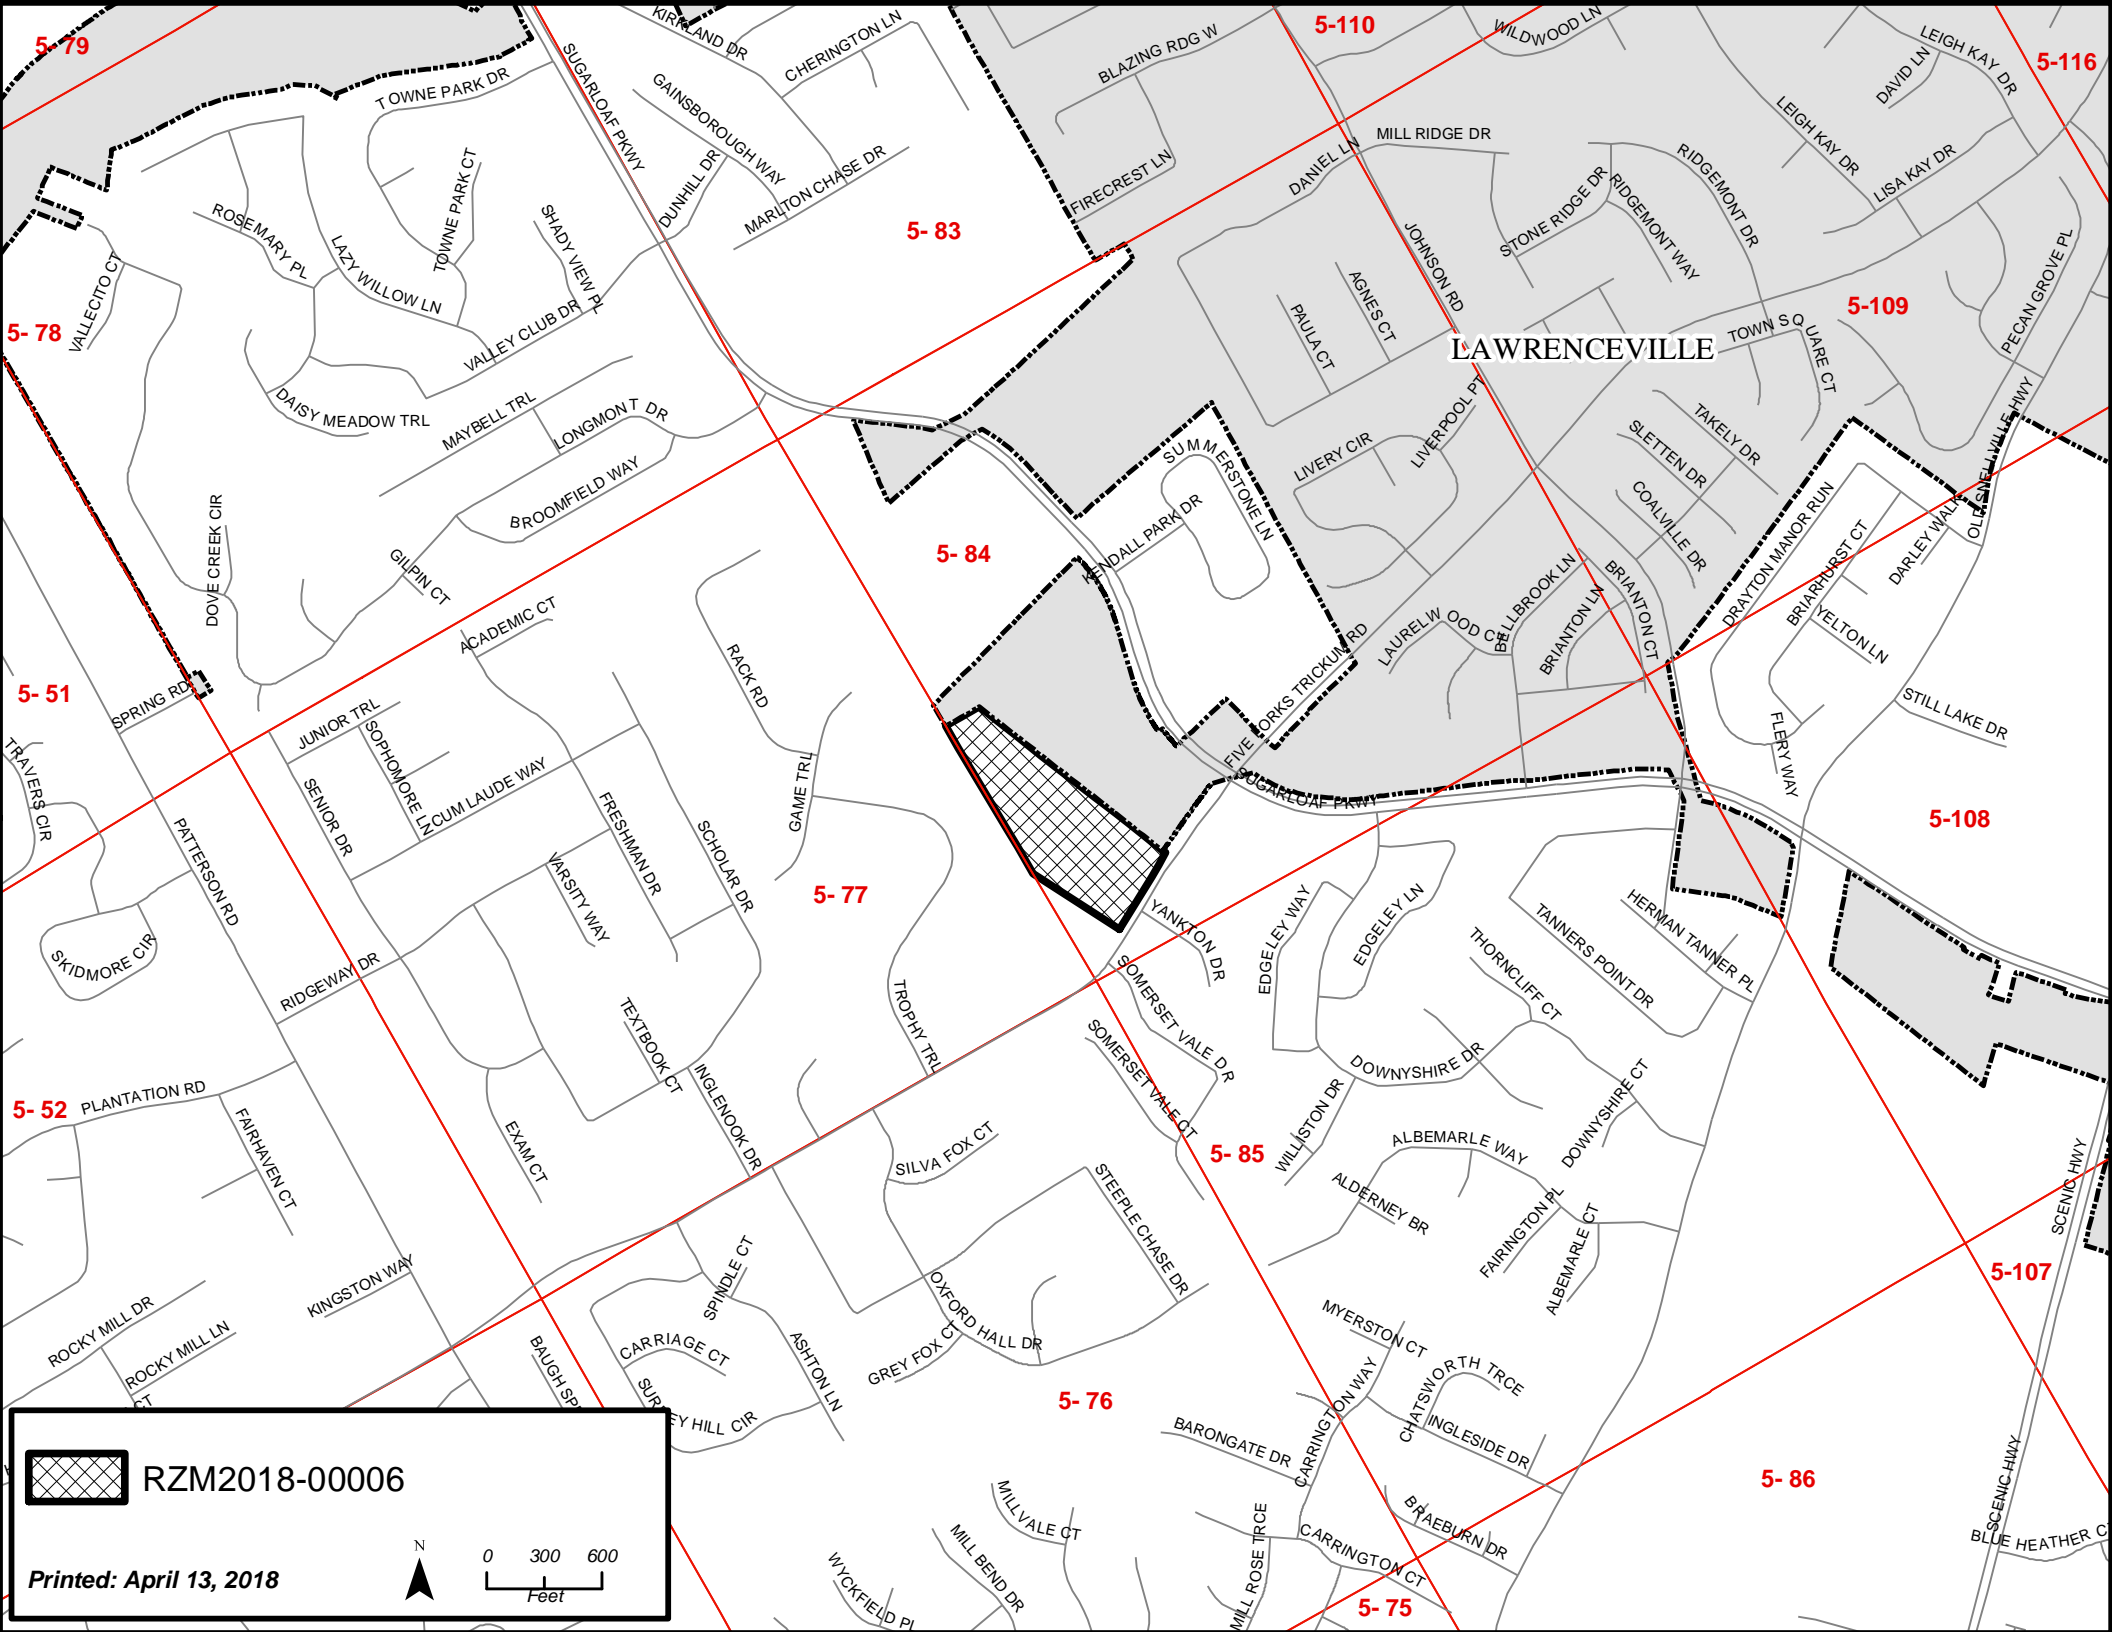 5- 79
KIRKLAND DR
CHERINGTON LN
BLAZING RDG W
5-110
WILDWOOD LN
LEIGH KAY DR
DAVID LN
5-116
SUGARLOAF PKWY
TOWNE PARK DR
GAINSBOROUGH WAY
LEIGH KAY DR
MILL RIDGE DR
DANIEL LN
FIRECREST LN
MARLTON CHASE DR
DUNHILL DR
RIDGEMONT DR
STONE RIDGE DR
RIDGEMONT WAY
LISA KAY DR
TOWNE PARK CT
ROSEMARY PL
LAZY WILLOW LN
SHADY VIEW PL
5- 83
JOHNSON RD
PECAN GROVE PL
VALLECITO CT
AGNES CT
PAULA CT
5-109
5- 78
VALLEY CLUB DR
LAWRENCEVILLE
TOWN SQUARE CT
DAISY MEADOW TRL
MAYBELL TRL
LONGMONT DR
LIVERPOOL PT
LIVERY CIR
TAKELY DR
SLETTEN DR
OLD SNELLVILLE HWY
SUMMERSTONE LN
BROOMFIELD WAY
COALVILLE DR
DOVE CREEK CIR
KENDALL PARK DR
DRAYTON MANOR RUN
BRIARHURST CT
DARLEY WALK
5- 84
GILPIN CT
BELLBROOK LN
BRIANTON CT
BRIANTON LN
YELTON LN
ACADEMIC CT
LAURELWOOD CT
RACK RD
5- 51
SPRING RD
FIVE FORKS TRICKUM RD
STILL LAKE DR
JUNIOR TRL
SOPHOMORE LN
FLERY WAY
TRAVERS CIR
SENIOR DR
CUM LAUDE WAY
GAME TRL
SUGARLOAF PKWY
FRESHMAN DR
SCHOLAR DR
5-108
PATTERSON RD
VARSITY WAY
5- 77
YANKTON DR
EDGELEY WAY
EDGELEY LN
TANNERS POINT DR
HERMAN TANNER PL
SKIDMORE CIR
RIDGEWAY DR
THORNCLIFF CT
SOMERSET VALE DR
TEXTBOOK CT
TROPHY TRL
SOMERSET VALE CT
DOWNYSHIRE DR
INGLENOOK DR
5- 52
PLANTATION RD
FAIRHAVEN CT
EXAM CT
SILVA FOX CT
WILLISTON DR
DOWNYSHIRE CT
5- 85
ALBEMARLE WAY
ALDERNEY BR
FAIRINGTON PL
ALBEMARLE CT
SCENIC HWY
STEEPLE CHASE DR
KINGSTON WAY
SPINDLE CT
5-107
ROCKY MILL DR
ROCKY MILL LN
CT
OXFORD HALL DR
GREY FOX CT
MYERSTON CT
CARRIAGE CT
ASHTON LN
BAUGH SP
CHATSWORTH TRCE
CARRINGTON WAY
5- 76
SURREY HILL CIR
BARONGATE DR
INGLESIDE DR
5- 86
SCENIC HWY
RZM2018-00006
MILLVALE CT
BRAEBURN DR
MILL BEND DR
MILL ROSE TRCE
CARRINGTON CT
BLUE HEATHER C
WYCKFIELD PL
5- 75
N
0 300 600
Feet
Printed: April 13, 2018